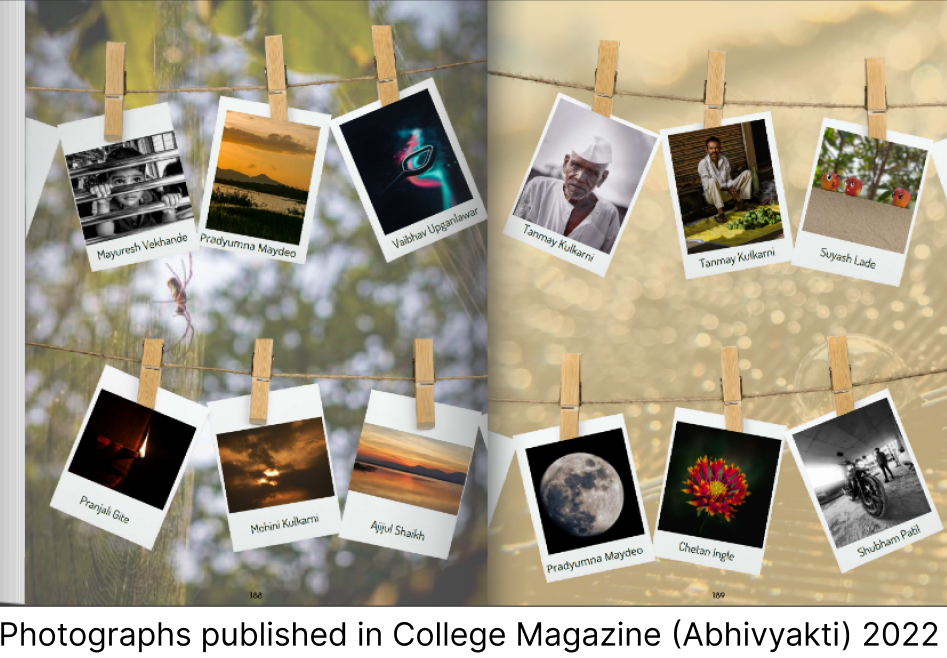 Mayuresh Vekhande
Pradyumna Maydeo
Vaibhav Upganlawar
Tanmay Kulkarni
Tanmay Kulkarni
Suyash Lade
Pranjali Gite
Mohini Kulkarni
Ajijul Shaikh
Pradyumna Maydeo
Chetan Ingle
Shubham Patil
188
189
Photographs published in College Magazine (Abhivyakti) 2022